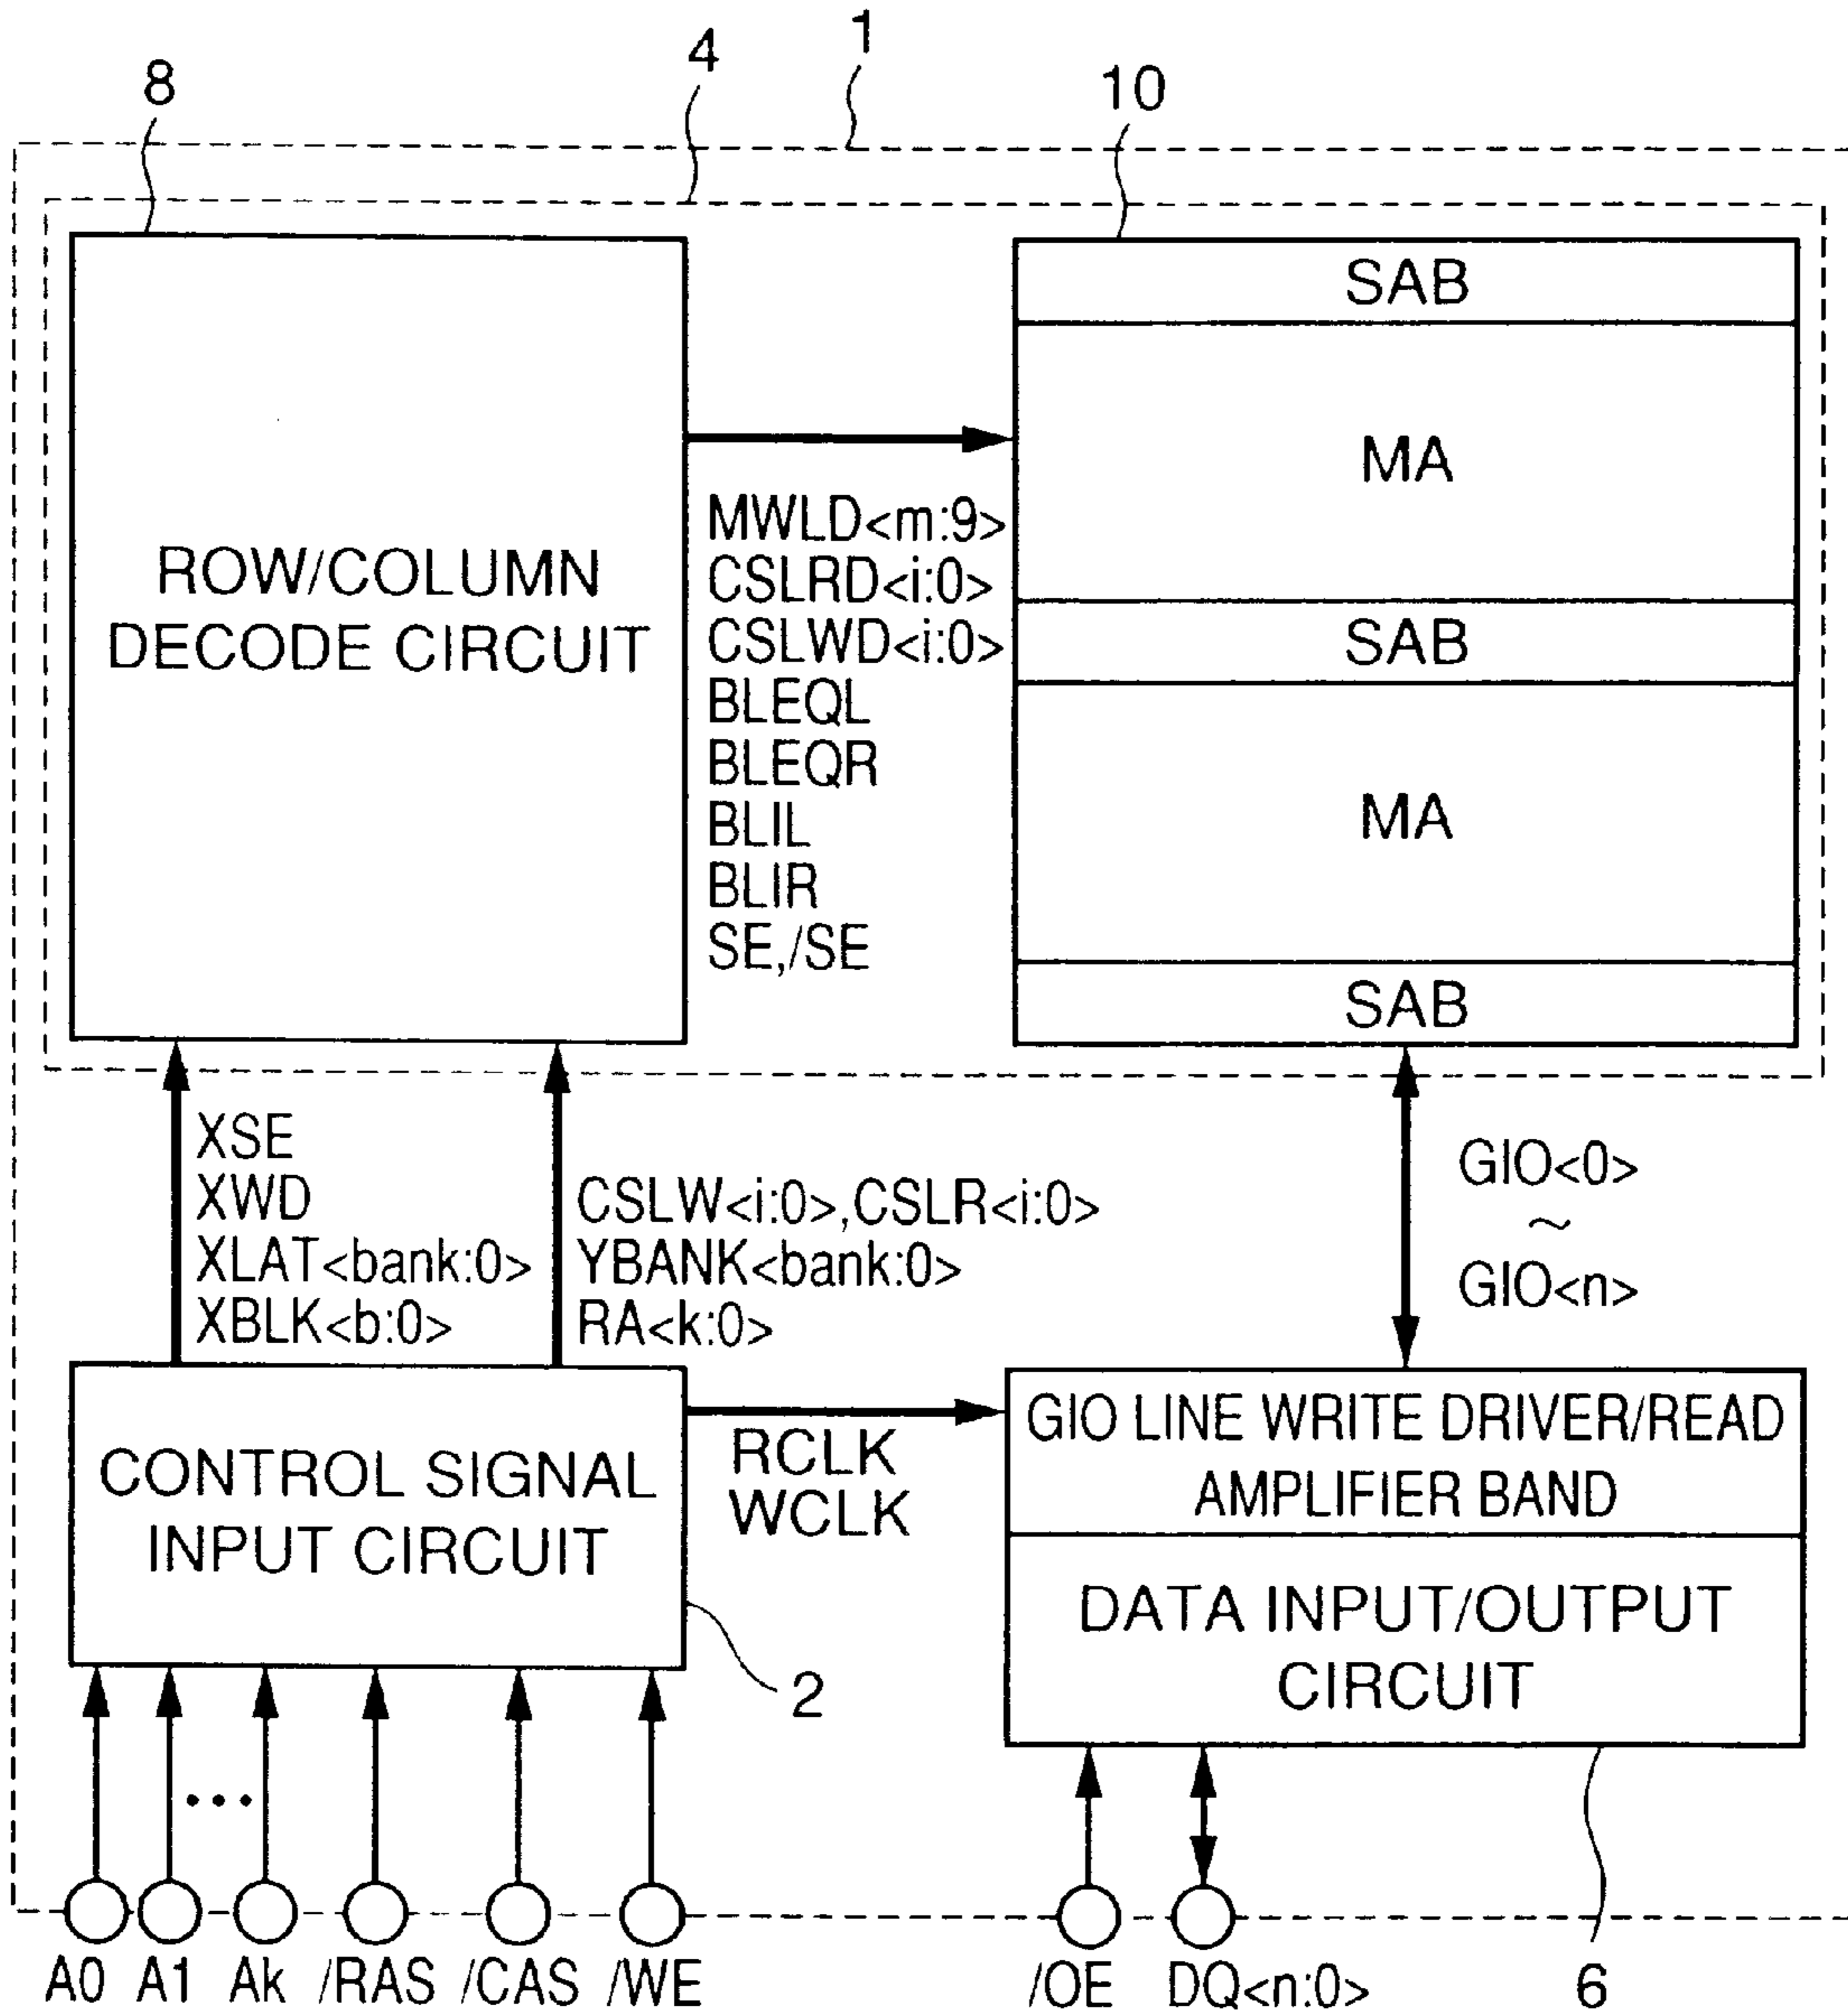 1
4
8
10
SAB
MA
SAB
MA
SAB
ROW/COLUMN
DECODE CIRCUIT
MWLD<m:9>
CSLRD<i:0>
CSLWD<i:0>
BLEQL
BLEQR
BLIL
BLIR
SE,/SE
XSE
XWD
XLAT<bank:0>
XBLK<b:0>
CSLW<i:0>,CSLR<i:0>
YBANK<bank:0>
RA<k:0>
GIO<0>
~
GIO<n>
CONTROL SIGNAL
INPUT CIRCUIT
RCLK
WCLK
GIO LINE WRITE DRIVER/READ
AMPLIFIER BAND
DATA INPUT/OUTPUT
CIRCUIT
2
...
A0 A1 Ak /RAS /CAS /WE /OE DQ<n:0> 6